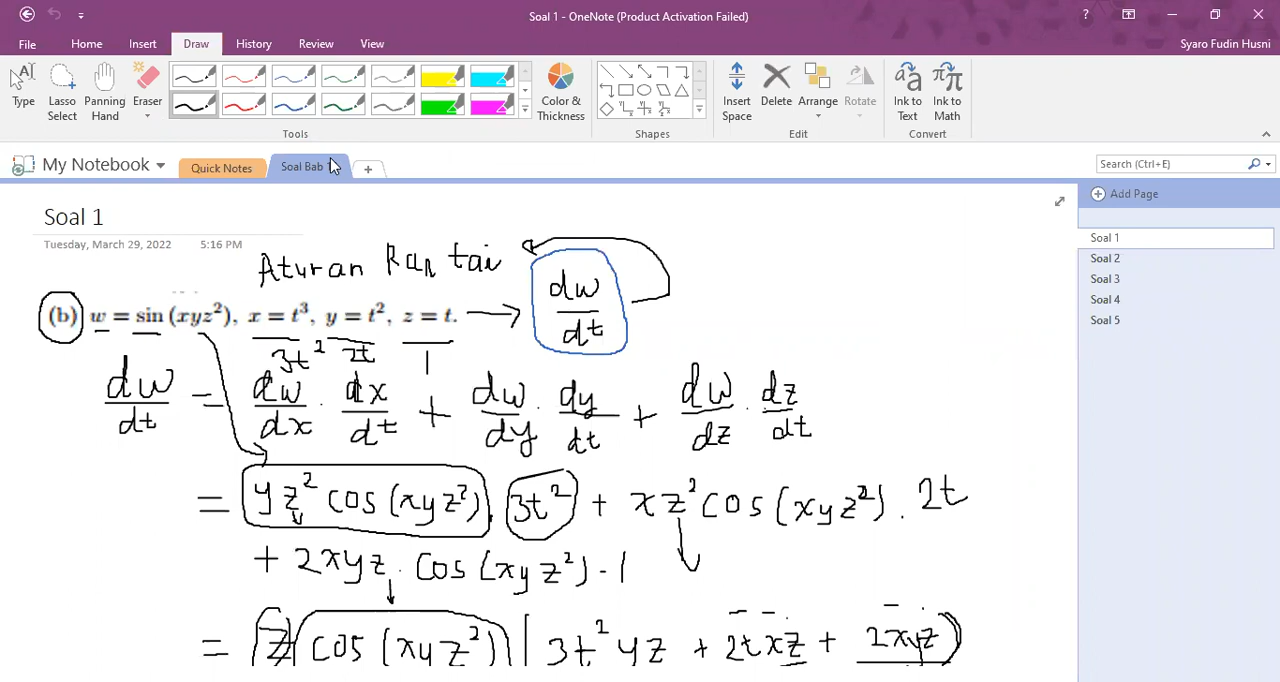 Soal 1 - OneNote (Product Activation Failed)
?
File Home Insert Draw History Review View
Syaro Fudin Husni
Type
Lasso Select
Panning Hand
Eraser
Color & Thickness
Insert Space
Delete
Arrange
Rotate
Ink to Text
Ink to Math
Tools
Shapes
Edit
Convert
My Notebook
Quick Notes
Soal Bab
+
Search (Ctrl+E)
Add Page
Soal 1
Soal 2
Soal 3
Soal 4
Soal 5
Soal 1
Tuesday, March 29, 2022 5:16 PM
Aturan Rantai
(b) w = sin (xyz²), x = t³, y = t², z = t. → dw/dt
3t² 2t 1
dw/dt = dw/dx · dx/dt + dw/dy · dy/dt + dw/dz · dz/dt
= yz² cos(xyz²) · 3t² + xz² cos(xyz²) . 2t
+ 2xyz · cos(xyz²) · 1
= z cos(xyz²) ( 3t² yz + 2txz + 2xyz )